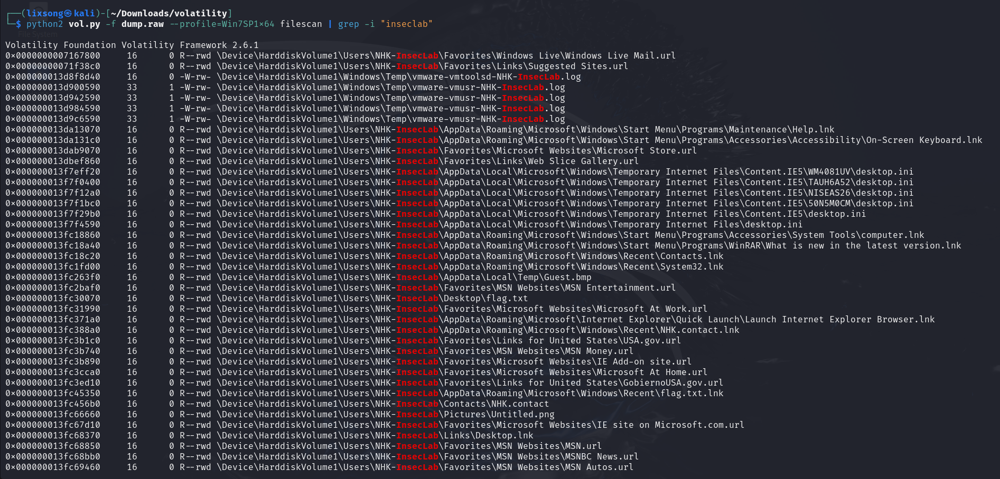 ┌──(lixsong㉿kali)-[~/Downloads/volatility]
└─$ python2 vol.py -f dump.raw --profile=Win7SP1x64 filescan | grep -i "inseclab"
File System
Volatility Foundation Volatility Framework 2.6.1
0x0000000007167800     16      0 R--rwd \Device\HarddiskVolume1\Users\NHK-InsecLab\Favorites\Windows Live\Windows Live Mail.url
0x00000000071f38c0     16      0 R--rwd \Device\HarddiskVolume1\Users\NHK-InsecLab\Favorites\Links\Suggested Sites.url
0x000000013d8f8d40     16      0 -W-rw- \Device\HarddiskVolume1\Windows\Temp\vmware-vmtoolsd-NHK-InsecLab.log
0x000000013d900590     33      1 -W-rw- \Device\HarddiskVolume1\Windows\Temp\vmware-vmusr-NHK-InsecLab.log
0x000000013d942590     33      1 -W-rw- \Device\HarddiskVolume1\Windows\Temp\vmware-vmusr-NHK-InsecLab.log
0x000000013d984590     33      1 -W-rw- \Device\HarddiskVolume1\Windows\Temp\vmware-vmusr-NHK-InsecLab.log
0x000000013d9c6590     33      1 -W-rw- \Device\HarddiskVolume1\Windows\Temp\vmware-vmusr-NHK-InsecLab.log
0x000000013da13070     16      0 R--rwd \Device\HarddiskVolume1\Users\NHK-InsecLab\AppData\Roaming\Microsoft\Windows\Start Menu\Programs\Maintenance\Help.lnk
0x000000013da131c0     16      0 R--rwd \Device\HarddiskVolume1\Users\NHK-InsecLab\AppData\Roaming\Microsoft\Windows\Start Menu\Programs\Accessories\Accessibility\On-Screen Keyboard.lnk
0x000000013dab9070     16      0 R--rwd \Device\HarddiskVolume1\Users\NHK-InsecLab\Favorites\Microsoft Websites\Microsoft Store.url
0x000000013dbef860     16      0 R--rwd \Device\HarddiskVolume1\Users\NHK-InsecLab\Favorites\Links\Web Slice Gallery.url
0x000000013f7eff20     16      0 R--rwd \Device\HarddiskVolume1\Users\NHK-InsecLab\AppData\Local\Microsoft\Windows\Temporary Internet Files\Content.IE5\WM4081UV\desktop.ini
0x000000013f7f0400     16      0 R--rwd \Device\HarddiskVolume1\Users\NHK-InsecLab\AppData\Local\Microsoft\Windows\Temporary Internet Files\Content.IE5\TAUH6A52\desktop.ini
0x000000013f7f12a0     16      0 R--rwd \Device\HarddiskVolume1\Users\NHK-InsecLab\AppData\Local\Microsoft\Windows\Temporary Internet Files\Content.IE5\NISEAS26\desktop.ini
0x000000013f7f1bc0     16      0 R--rwd \Device\HarddiskVolume1\Users\NHK-InsecLab\AppData\Local\Microsoft\Windows\Temporary Internet Files\Content.IE5\50N5M0CM\desktop.ini
0x000000013f7f29b0     16      0 R--rwd \Device\HarddiskVolume1\Users\NHK-InsecLab\AppData\Local\Microsoft\Windows\Temporary Internet Files\Content.IE5\desktop.ini
0x000000013f7f4590     16      0 R--rwd \Device\HarddiskVolume1\Users\NHK-InsecLab\AppData\Local\Microsoft\Windows\Temporary Internet Files\desktop.ini
0x000000013fc18860     16      0 R--rwd \Device\HarddiskVolume1\Users\NHK-InsecLab\AppData\Roaming\Microsoft\Windows\Start Menu\Programs\Accessories\System Tools\computer.lnk
0x000000013fc18a40     16      0 R--rwd \Device\HarddiskVolume1\Users\NHK-InsecLab\AppData\Roaming\Microsoft\Windows\Start Menu\Programs\WinRAR\What is new in the latest version.lnk
0x000000013fc18c20     16      0 R--rwd \Device\HarddiskVolume1\Users\NHK-InsecLab\AppData\Roaming\Microsoft\Windows\Recent\Contacts.lnk
0x000000013fc1fd00     16      0 R--rwd \Device\HarddiskVolume1\Users\NHK-InsecLab\AppData\Roaming\Microsoft\Windows\Recent\System32.lnk
0x000000013fc263f0     16      0 R--rwd \Device\HarddiskVolume1\Users\NHK-InsecLab\AppData\Local\Temp\Guest.bmp
0x000000013fc2baf0     16      0 R--rwd \Device\HarddiskVolume1\Users\NHK-InsecLab\Favorites\MSN Websites\MSN Entertainment.url
0x000000013fc30070     16      0 R--rwd \Device\HarddiskVolume1\Users\NHK-InsecLab\Desktop\flag.txt
0x000000013fc31990     16      0 R--rwd \Device\HarddiskVolume1\Users\NHK-InsecLab\Favorites\Microsoft Websites\Microsoft At Work.url
0x000000013fc371a0     16      0 R--rwd \Device\HarddiskVolume1\Users\NHK-InsecLab\AppData\Roaming\Microsoft\Internet Explorer\Quick Launch\Launch Internet Explorer Browser.lnk
0x000000013fc388a0     16      0 R--rwd \Device\HarddiskVolume1\Users\NHK-InsecLab\AppData\Roaming\Microsoft\Windows\Recent\NHK.contact.lnk
0x000000013fc3b1c0     16      0 R--rwd \Device\HarddiskVolume1\Users\NHK-InsecLab\Favorites\Links for United States\USA.gov.url
0x000000013fc3b740     16      0 R--rwd \Device\HarddiskVolume1\Users\NHK-InsecLab\Favorites\MSN Websites\MSN Money.url
0x000000013fc3b890     16      0 R--rwd \Device\HarddiskVolume1\Users\NHK-InsecLab\Favorites\Microsoft Websites\IE Add-on site.url
0x000000013fc3cca0     16      0 R--rwd \Device\HarddiskVolume1\Users\NHK-InsecLab\Favorites\Microsoft Websites\Microsoft At Home.url
0x000000013fc3ed10     16      0 R--rwd \Device\HarddiskVolume1\Users\NHK-InsecLab\Favorites\Links for United States\GobiernoUSA.gov.url
0x000000013fc45350     16      0 R--rwd \Device\HarddiskVolume1\Users\NHK-InsecLab\AppData\Roaming\Microsoft\Windows\Recent\flag.txt.lnk
0x000000013fc456b0     16      0 R--rwd \Device\HarddiskVolume1\Users\NHK-InsecLab\Contacts\NHK.contact
0x000000013fc66660     16      0 R--rwd \Device\HarddiskVolume1\Users\NHK-InsecLab\Pictures\Untitled.png
0x000000013fc67d10     16      0 R--rwd \Device\HarddiskVolume1\Users\NHK-InsecLab\Favorites\Microsoft Websites\IE site on Microsoft.com.url
0x000000013fc68370     16      0 R--rwd \Device\HarddiskVolume1\Users\NHK-InsecLab\Links\Desktop.lnk
0x000000013fc68850     16      0 R--rwd \Device\HarddiskVolume1\Users\NHK-InsecLab\Favorites\MSN Websites\MSN.url
0x000000013fc68bb0     16      0 R--rwd \Device\HarddiskVolume1\Users\NHK-InsecLab\Favorites\MSN Websites\MSNBC News.url
0x000000013fc69460     16      0 R--rwd \Device\HarddiskVolume1\Users\NHK-InsecLab\Favorites\MSN Websites\MSN Autos.url